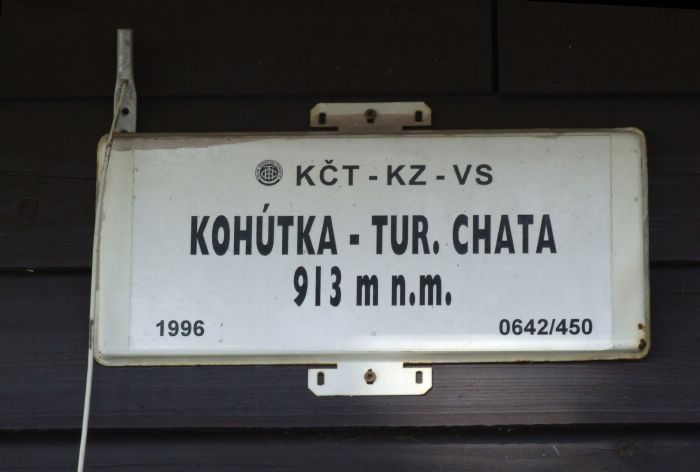 KČT - KZ - VS
KOHÚTKA - TUR. CHATA
913 m n.m.
1996 0642/450